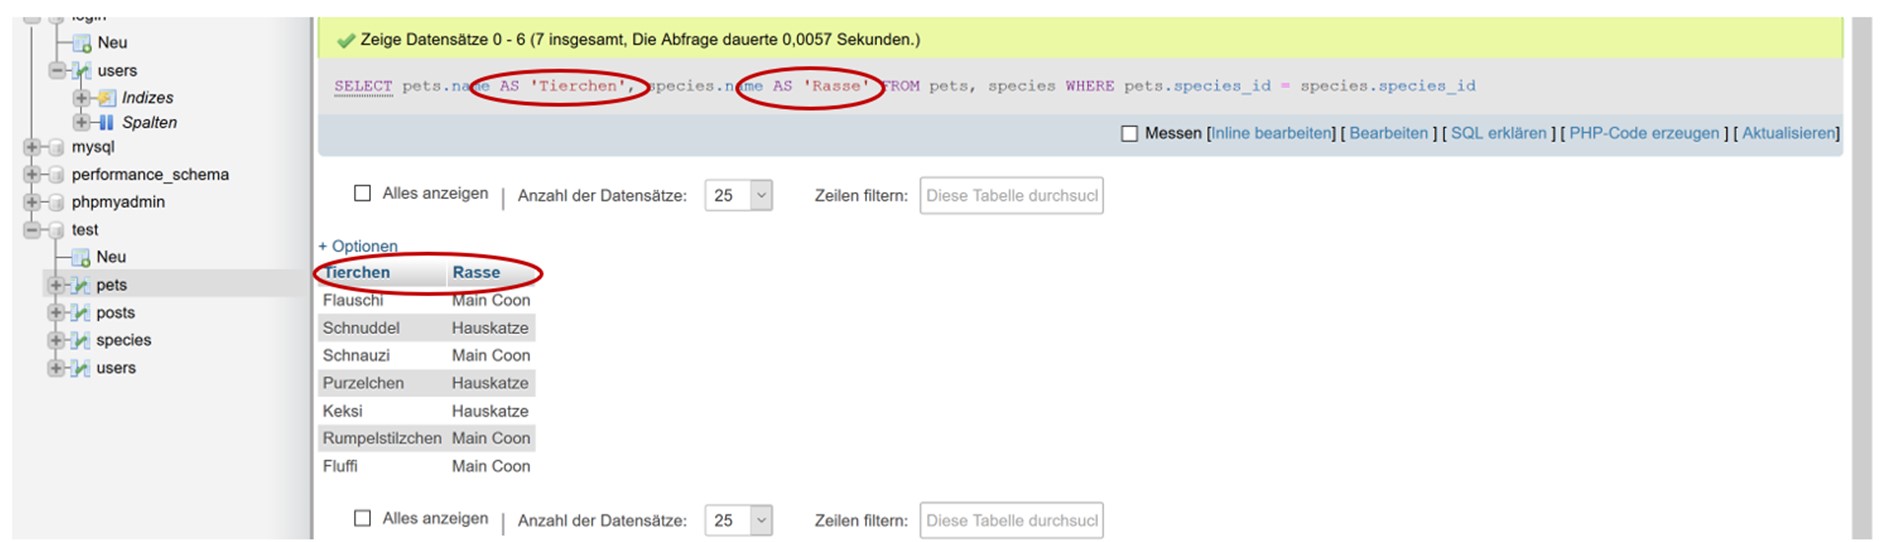 login
Neu
users
Indizes
Spalten
mysql
performance_schema
phpmyadmin
test
Neu
pets
posts
species
users
Zeige Datensätze 0 - 6 (7 insgesamt, Die Abfrage dauerte 0,0057 Sekunden.)
SELECT pets.name AS 'Tierchen', species.name AS 'Rasse' FROM pets, species WHERE pets.species_id = species.species_id
Messen [Inline bearbeiten] [ Bearbeiten ] [ SQL erklären ] [ PHP-Code erzeugen ] [ Aktualisieren]
Alles anzeigen | Anzahl der Datensätze: 25 Zeilen filtern: Diese Tabelle durchsucl
+ Optionen
Tierchen Rasse
Flauschi Main Coon
Schnuddel Hauskatze
Schnauzi Main Coon
Purzelchen Hauskatze
Keksi Hauskatze
Rumpelstilzchen Main Coon
Fluffi Main Coon
Alles anzeigen | Anzahl der Datensätze: 25 Zeilen filtern: Diese Tabelle durchsucl